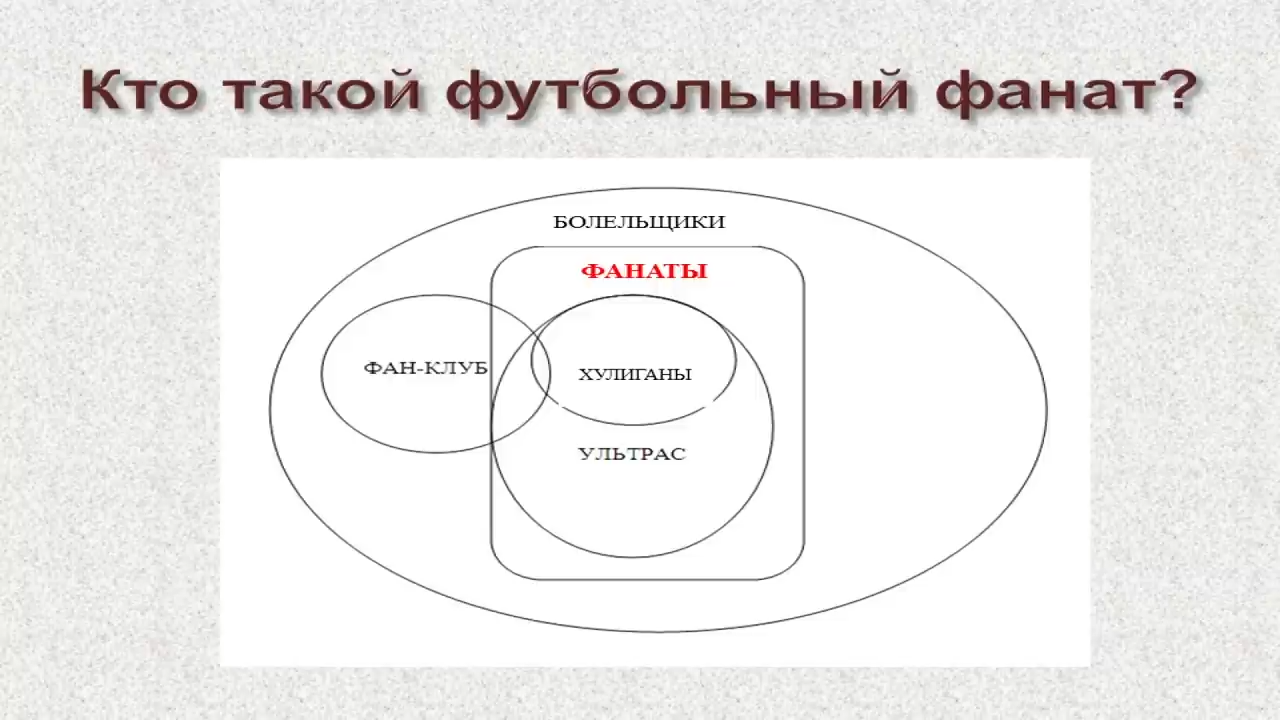 Кто такой футбольный фанат?
БОЛЕЛЬЩИКИ
ФАНАТЫ
ФАН-КЛУБ
ХУЛИГАНЫ
УЛЬТРАС